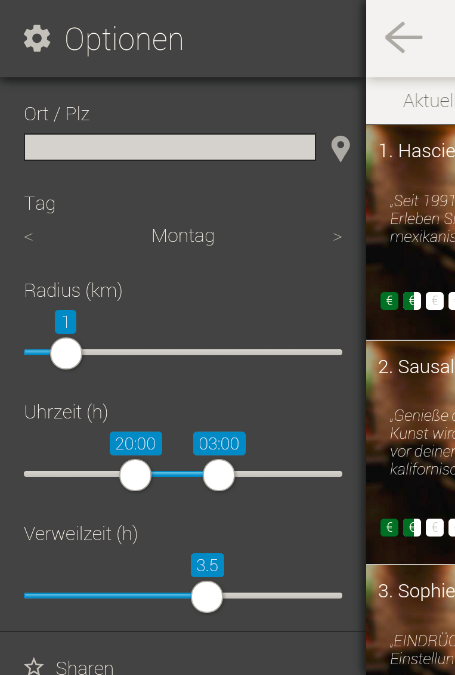 Optionen
Ort / Plz
Tag
< Montag >
Radius (km)
1
Uhrzeit (h)
20:00 03:00
Verweilzeit (h)
3.5
Sharen
Aktuel
1. Hascie
„Seit 1991
Erleben S
mexikanis
€ € €
2. Sausal
„Genieße
Kunst wird
vor deiner
kalifornisc
€ € €
3. Sophie
„EINDRÜC
Einstellun